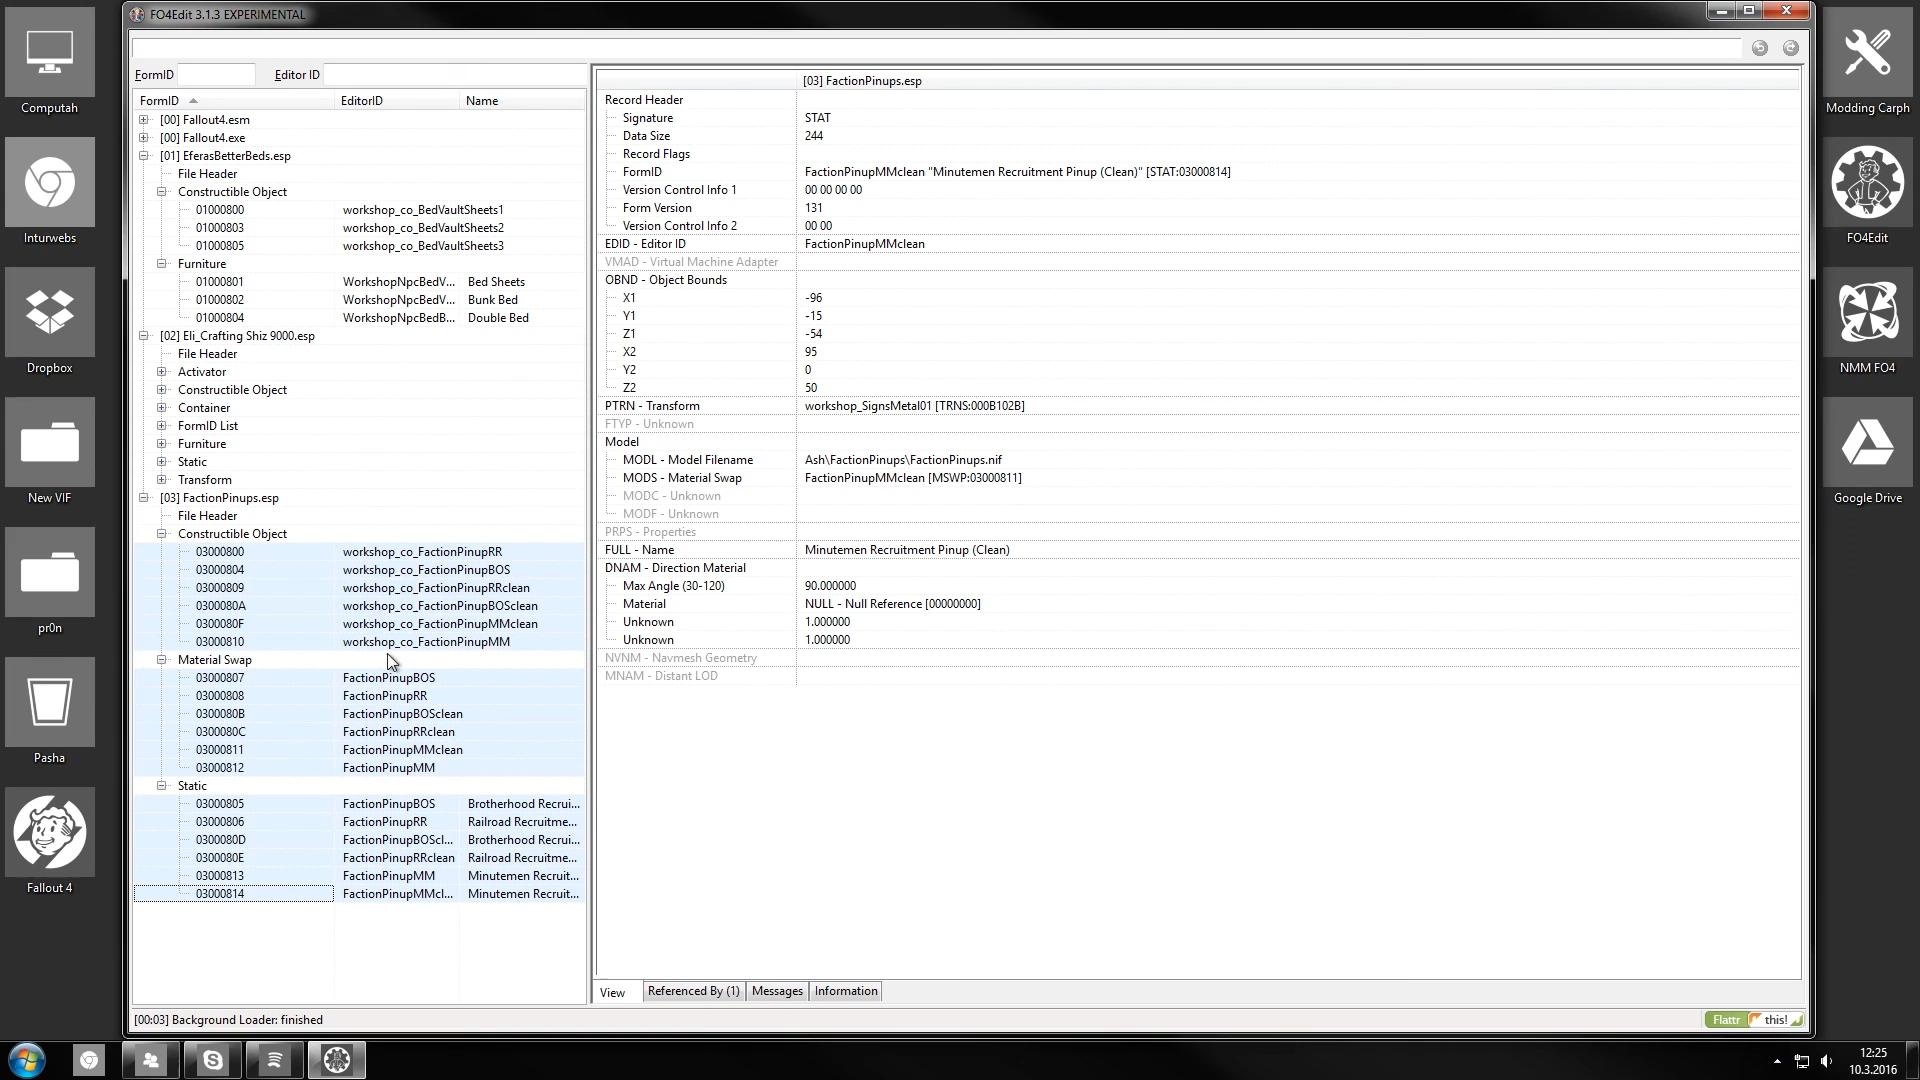 FO4Edit 3.1.3 EXPERIMENTAL
FormID
Editor ID
FormID EditorID Name
[00] Fallout4.esm
[00] Fallout4.exe
[01] EferasBetterBeds.esp
File Header
Constructible Object
01000800 workshop_co_BedVaultSheets1
01000803 workshop_co_BedVaultSheets2
01000805 workshop_co_BedVaultSheets3
Furniture
01000801 WorkshopNpcBedV... Bed Sheets
01000802 WorkshopNpcBedV... Bunk Bed
01000804 WorkshopNpcBedB... Double Bed
[02] Eli_Crafting Shiz 9000.esp
File Header
Activator
Constructible Object
Container
FormID List
Furniture
Static
Transform
[03] FactionPinups.esp
File Header
Constructible Object
03000800 workshop_co_FactionPinupRR
03000804 workshop_co_FactionPinupBOS
03000809 workshop_co_FactionPinupRRclean
0300080A workshop_co_FactionPinupBOSclean
0300080F workshop_co_FactionPinupMMclean
03000810 workshop_co_FactionPinupMM
Material Swap
03000807 FactionPinupBOS
03000808 FactionPinupRR
0300080B FactionPinupBOSclean
0300080C FactionPinupRRclean
03000811 FactionPinupMMclean
03000812 FactionPinupMM
Static
03000805 FactionPinupBOS Brotherhood Recrui...
03000806 FactionPinupRR Railroad Recruitme...
0300080D FactionPinupBOScl... Brotherhood Recrui...
0300080E FactionPinupRRclean Railroad Recruitme...
03000813 FactionPinupMM Minutemen Recruit...
03000814 FactionPinupMMcl... Minutemen Recruit...
[03] FactionPinups.esp
Record Header
Signature STAT
Data Size 244
Record Flags
FormID FactionPinupMMclean "Minutemen Recruitment Pinup (Clean)" [STAT:03000814]
Version Control Info 1 00 00 00 00
Form Version 131
Version Control Info 2 00 00
EDID - Editor ID FactionPinupMMclean
VMAD - Virtual Machine Adapter
OBND - Object Bounds
X1 -96
Y1 -15
Z1 -54
X2 95
Y2 0
Z2 50
PTRN - Transform workshop_SignsMetal01 [TRNS:000B102B]
FTYP - Unknown
Model
MODL - Model Filename Ash\FactionPinups\FactionPinups.nif
MODS - Material Swap FactionPinupMMclean [MSWP:03000811]
MODC - Unknown
MODF - Unknown
PRPS - Properties
FULL - Name Minutemen Recruitment Pinup (Clean)
DNAM - Direction Material
Max Angle (30-120) 90.000000
Material NULL - Null Reference [00000000]
Unknown 1.000000
Unknown 1.000000
NVNM - Navmesh Geometry
MNAM - Distant LOD
View Referenced By (1) Messages Information
[00:03] Background Loader: finished
Flattr this!
Computah
Inturwebs
Dropbox
New VIF
pr0n
Pasha
Fallout 4
Modding Carph
FO4Edit
NMM FO4
Google Drive
12:25
10.3.2016